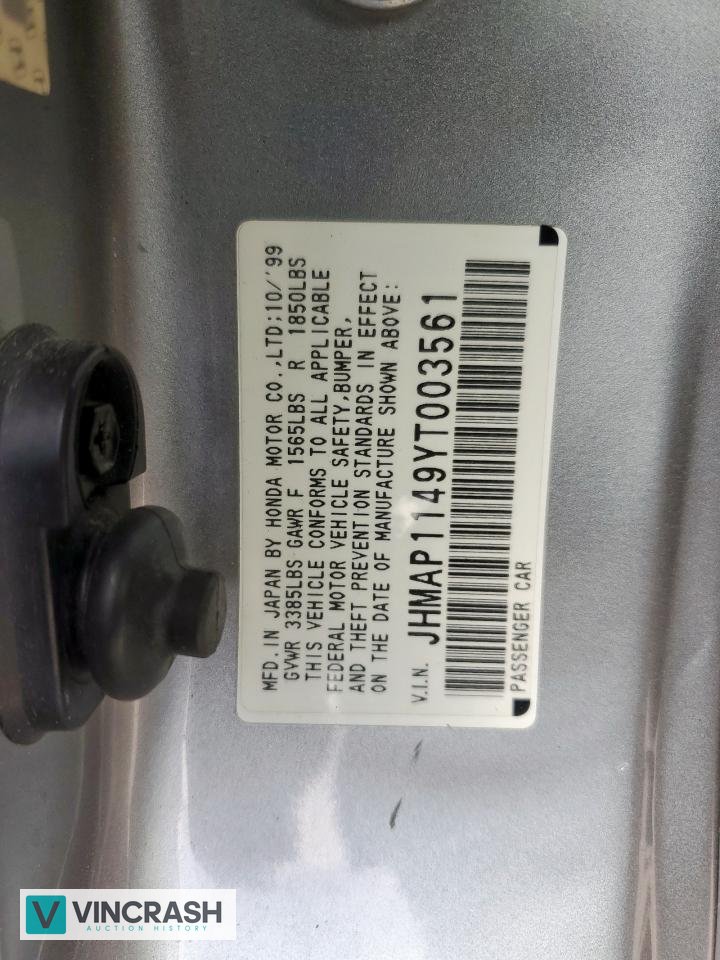 MFD. IN JAPAN BY HONDA MOTOR CO.,LTD;10/'99
GVWR 3385LBS GAWR F 1565LBS R 1850LBS
THIS VEHICLE CONFORMS TO ALL APPLICABLE
FEDERAL MOTOR VEHICLE SAFETY,BUMPER,
AND THEFT PREVENTION STANDARDS IN EFFECT
ON THE DATE OF MANUFACTURE SHOWN ABOVE:
V.I.N. JHMAP1149YT003561
PASSENGER CAR
V VINCRASH
AUCTION HISTORY